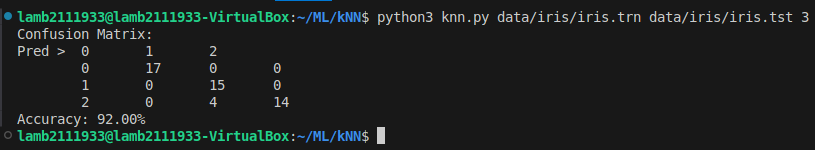 lamb2111933@lamb2111933-VirtualBox:~/ML/kNN$ python3 knn.py data/iris/iris.trn data/iris/iris.tst 3
Confusion Matrix:
Pred > 0 1 2
0 17 0 0
1 0 15 0
2 0 4 14
Accuracy: 92.00%
lamb2111933@lamb2111933-VirtualBox:~/ML/kNN$